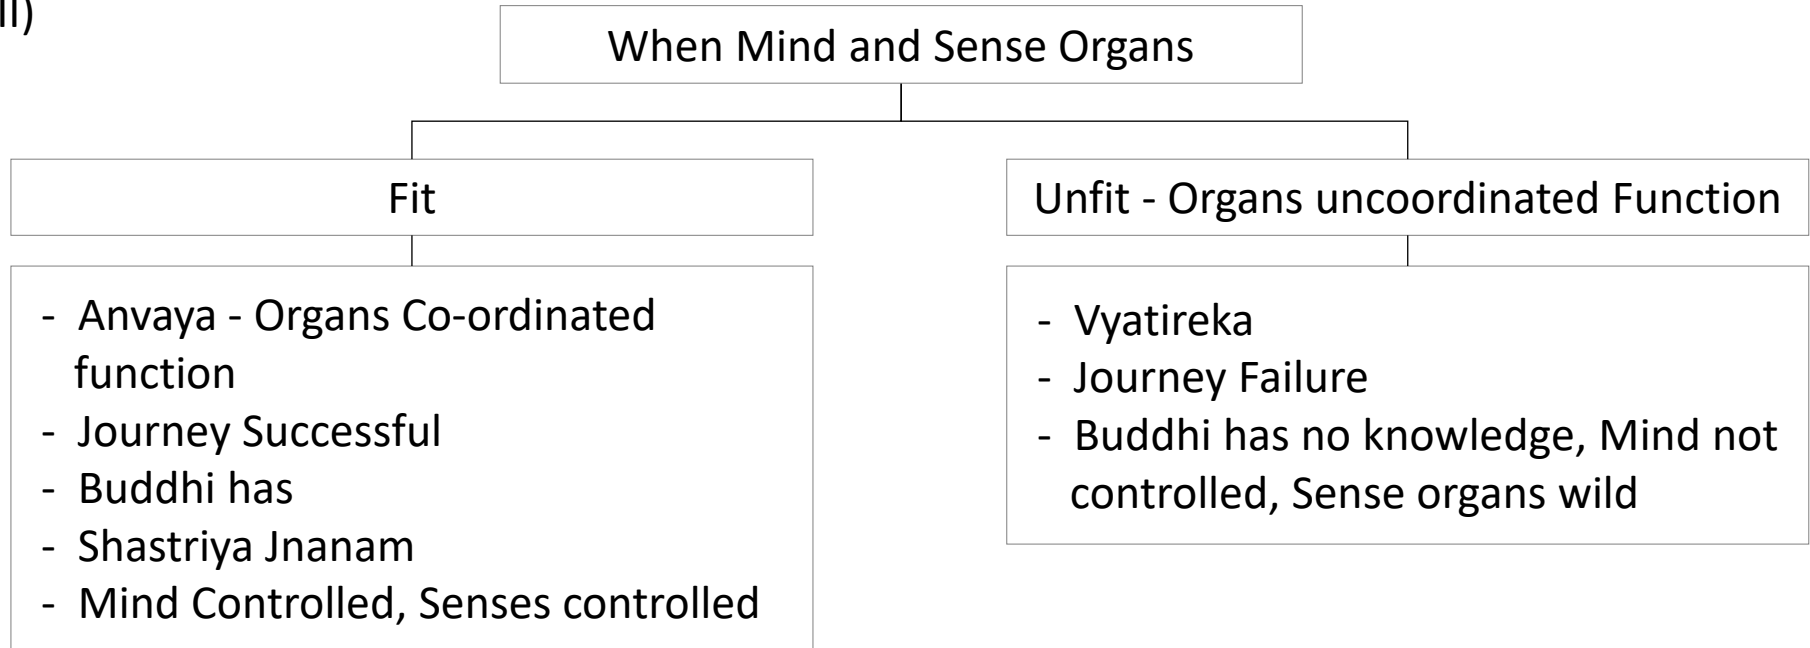 II)
When Mind and Sense Organs
Fit
Unfit - Organs uncoordinated Function
- Anvaya - Organs Co-ordinated
function
- Journey Successful
- Buddhi has
- Shastriya Jnanam
- Mind Controlled, Senses controlled
- Vyatireka
- Journey Failure
- Buddhi has no knowledge, Mind not
controlled, Sense organs wild